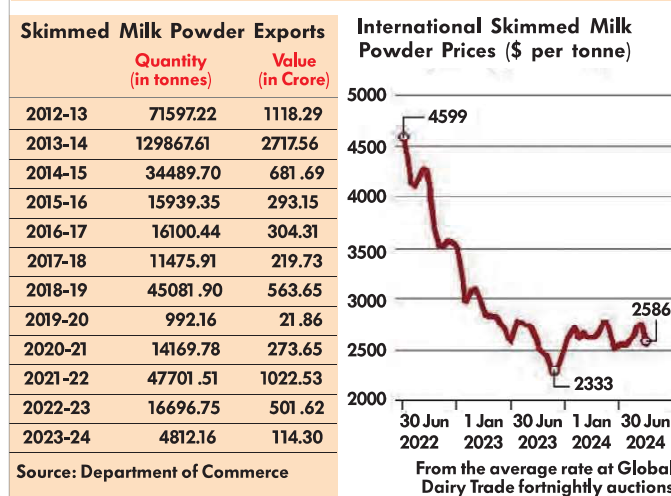 Skimmed Milk Powder Exports
Quantity (in tonnes) Value (in Crore)
2012-13 71597.22 1118.29
2013-14 129867.61 2717.56
2014-15 34489.70 681.69
2015-16 15939.35 293.15
2016-17 16100.44 304.31
2017-18 11475.91 219.73
2018-19 45081.90 563.65
2019-20 992.16 21.86
2020-21 14169.78 273.65
2021-22 47701.51 1022.53
2022-23 16696.75 501.62
2023-24 4812.16 114.30
Source: Department of Commerce
International Skimmed Milk
Powder Prices ($ per tonne)
5000
4599
4500
4000
3500
3000
2586
2500
2333
2000
30 Jun 1 Jan 30 Jun 1 Jan 30 Jun
2022 2023 2023 2024 2024
From the average rate at Global
Dairy Trade fortnightly auctions